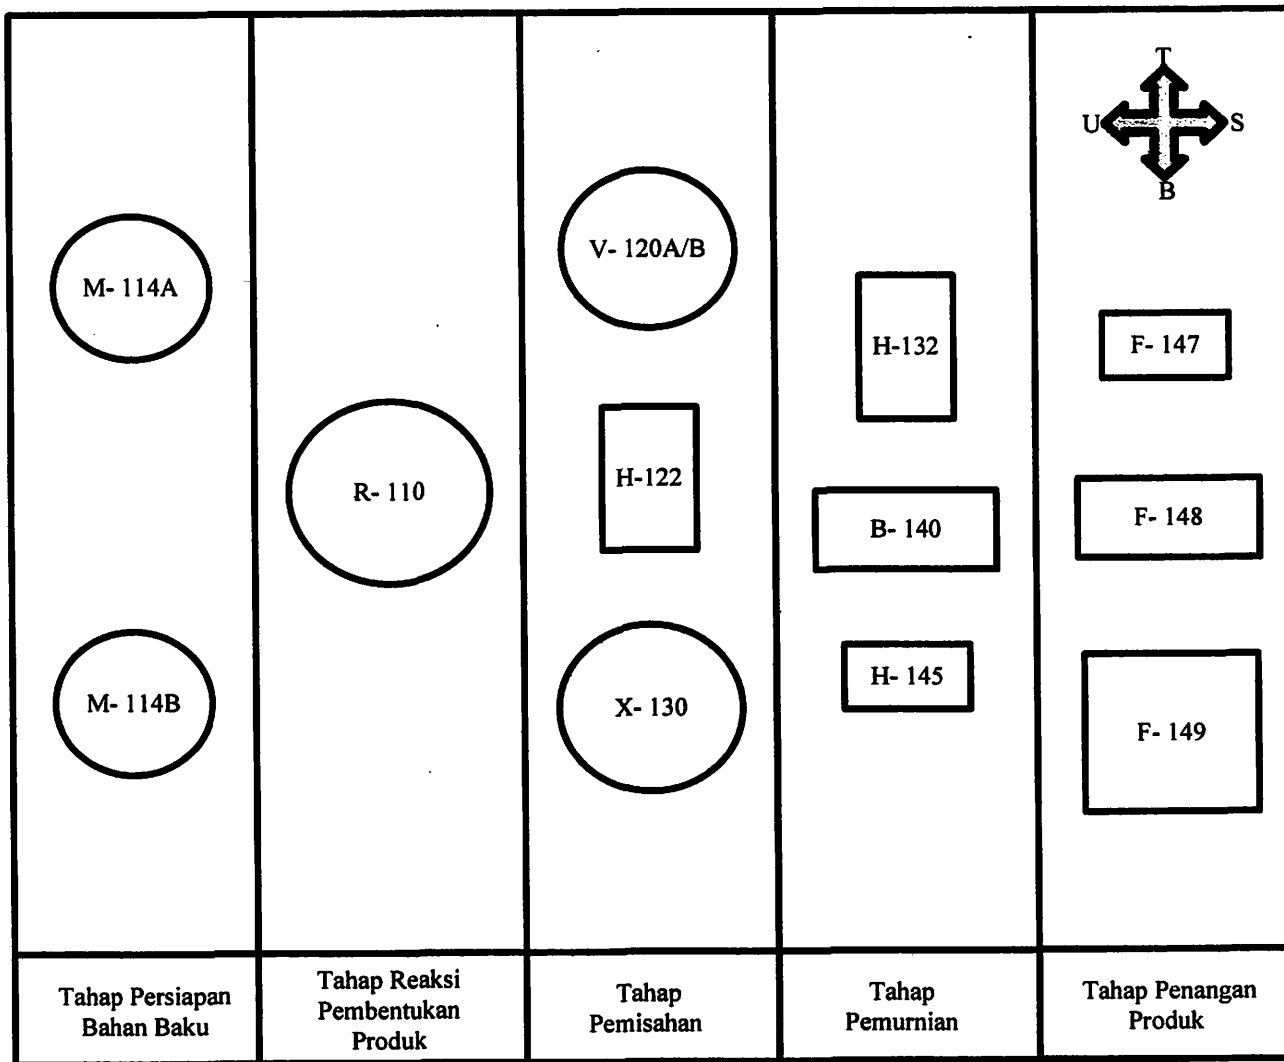 T
U
S
B
M- 114A
M- 114B
R- 110
V- 120A/B
H-122
X- 130
H-132
B- 140
H- 145
F- 147
F- 148
F- 149
Tahap Persiapan
Bahan Baku
Tahap Reaksi
Pembentukan
Produk
Tahap
Pemisahan
Tahap
Pemurnian
Tahap Penangan
Produk